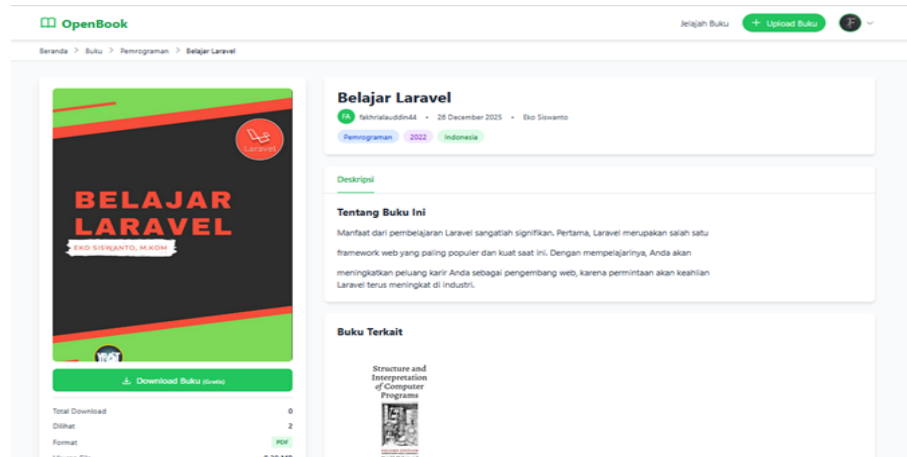 OpenBook
Jelajah Buku
+ Upload Buku
Beranda > Buku > Pemrograman > Belajar Laravel
Laravel
BELAJAR
LARAVEL
EKO SISWANTO, M.KOM
Download Buku (Gratis)
Total Download 0
Dilihat 2
Format PDF
Belajar Laravel
FA fakhrialauddin44 • 28 December 2025 • Eko Siswanto
Pemrograman 2022 Indonesia
Deskripsi
Tentang Buku Ini
Manfaat dari pembelajaran Laravel sangatlah signifikan. Pertama, Laravel merupakan salah satu
framework web yang paling populer dan kuat saat ini. Dengan mempelajarinya, Anda akan
meningkatkan peluang karir Anda sebagai pengembang web, karena permintaan akan keahlian
Laravel terus meningkat di industri.
Buku Terkait
Structure and
Interpretation
of Computer
Programs